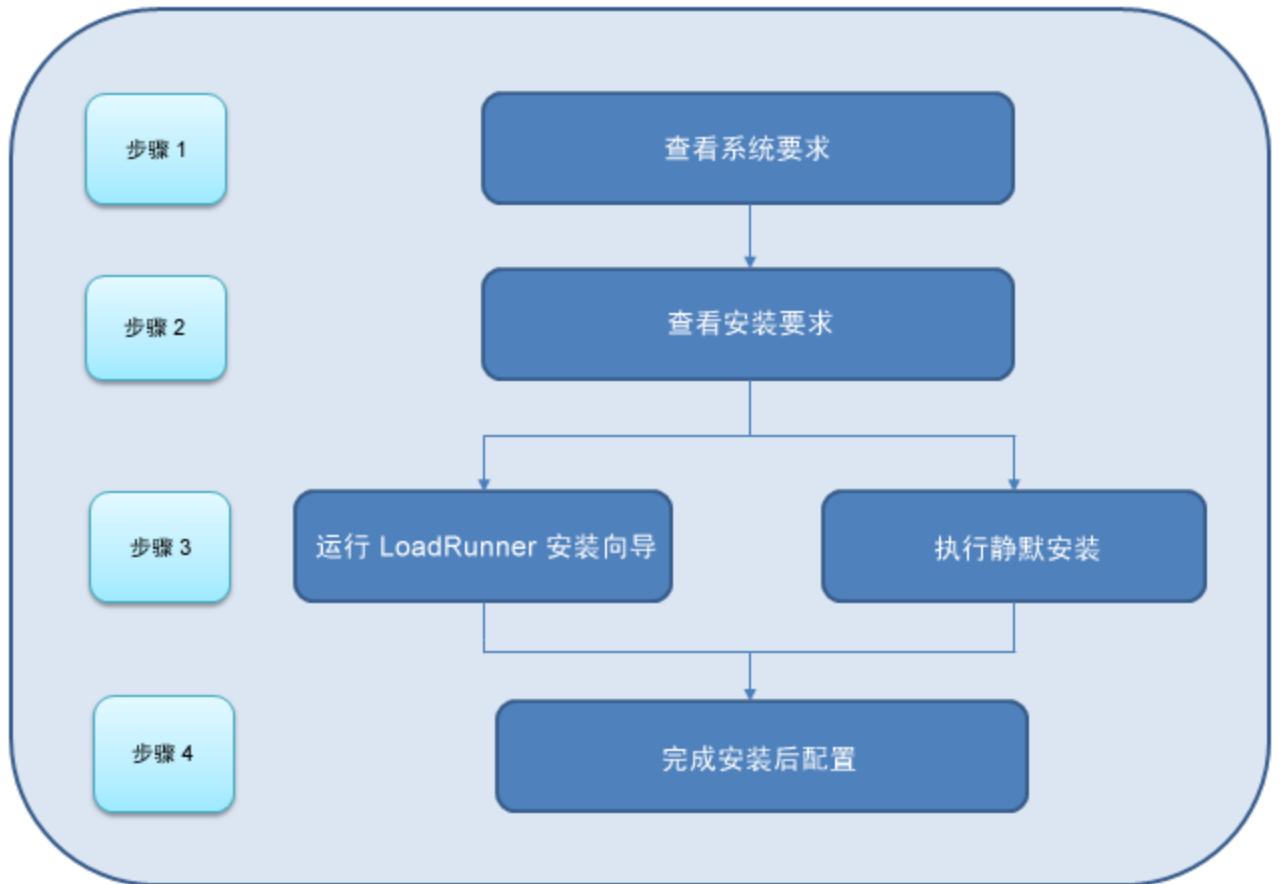 步骤 1
查看系统要求
步骤 2
查看安装要求
步骤 3
运行 LoadRunner 安装向导
执行静默安装
步骤 4
完成安装后配置